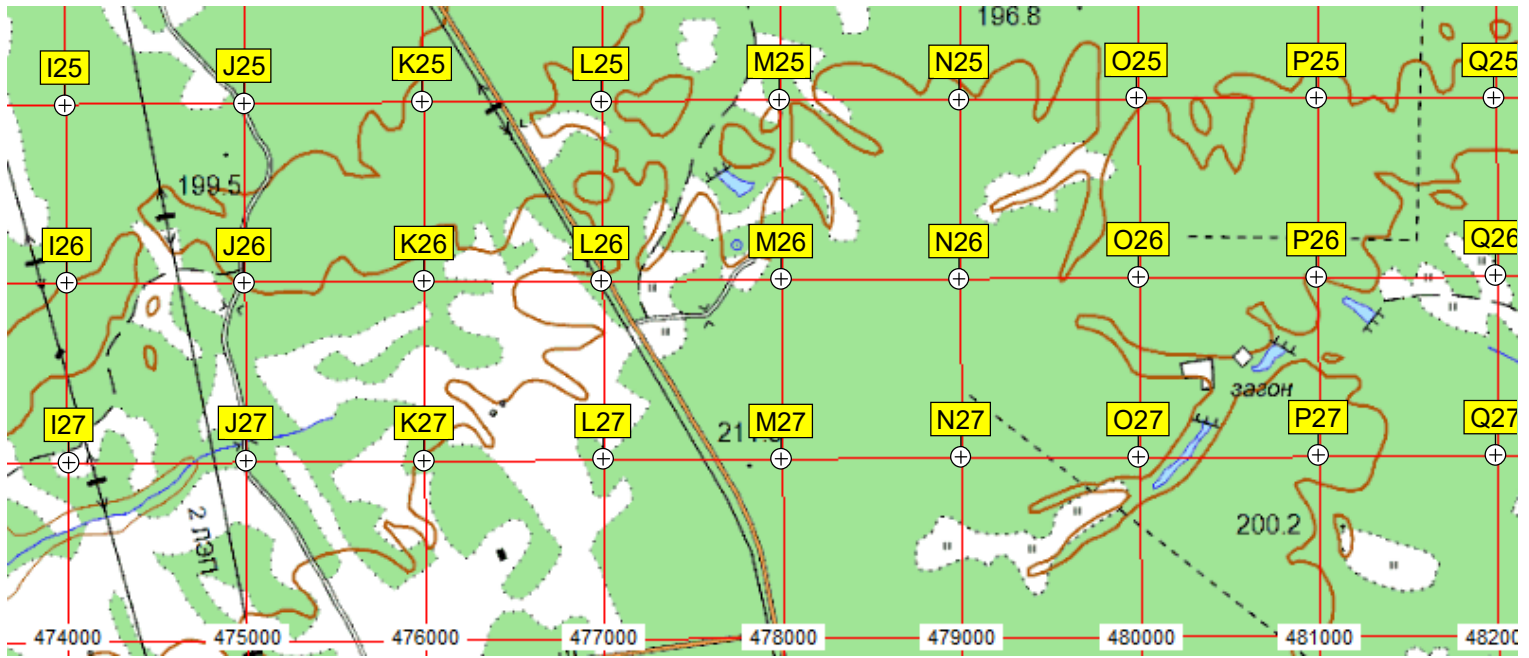 196.8
I25 J25 K25 L25 M25 N25 O25 P25 Q25
199.5
I26 J26 K26 L26 M26 N26 O26 P26 Q26
загон
I27 J27 K27 L27 M27 N27 O27 P27 Q27
2 ЛЭП
200.2
474000 475000 476000 477000 478000 479000 480000 481000 48200